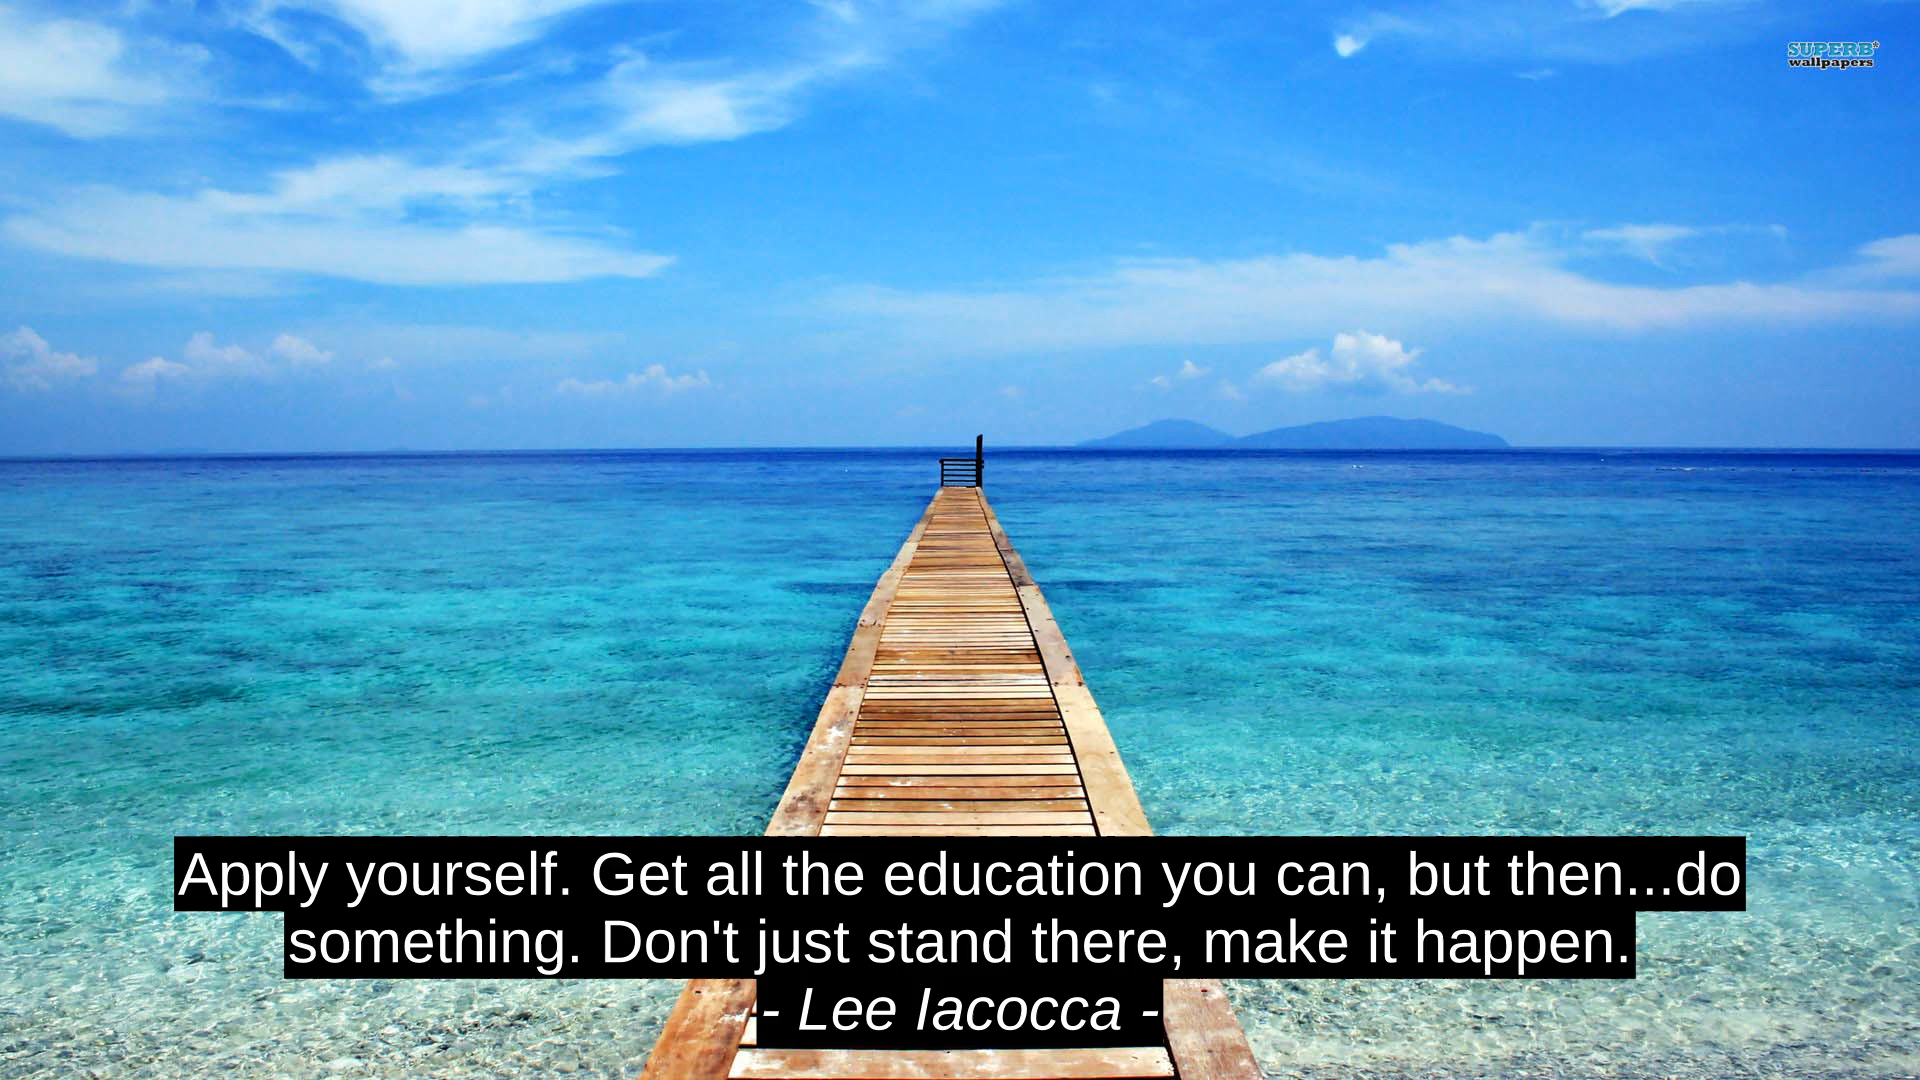 SUPERB
wallpapers
Apply yourself. Get all the education you can, but then...do
something. Don't just stand there, make it happen.
- Lee Iacocca -